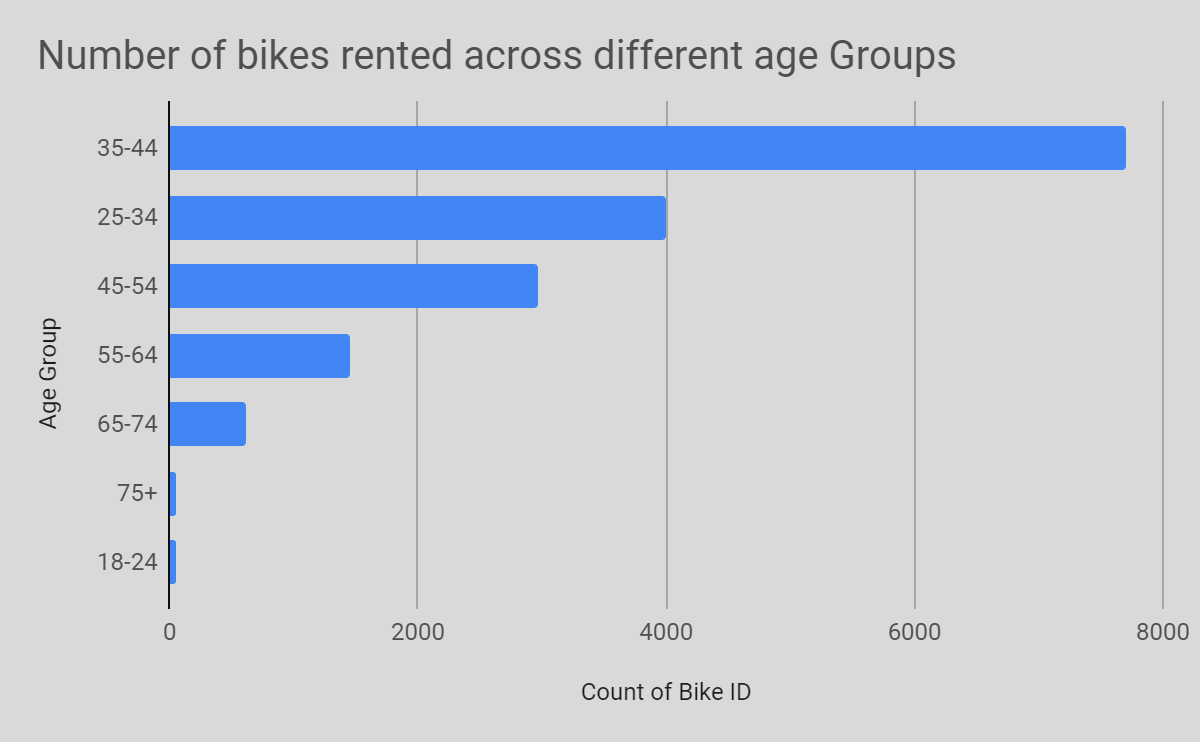 Number of bikes rented across different age Groups
Age Group
35-44
25-34
45-54
55-64
65-74
75+
18-24
0 2000 4000 6000 8000
Count of Bike ID